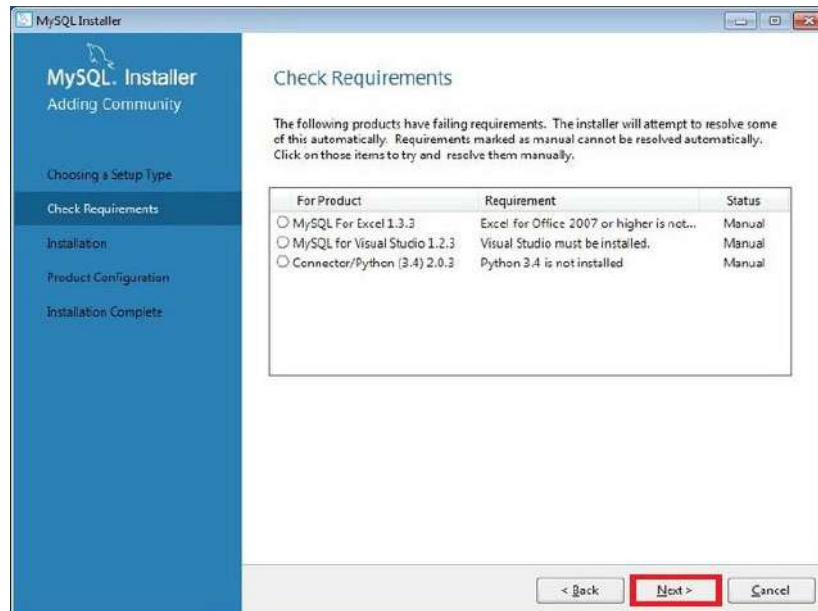 MySQL Installer
MySQL. Installer
Adding Community
Choosing a Setup Type
Check Requirements
Installation
Product Configuration
Installation Complete
Check Requirements
The following products have failing requirements. The installer will attempt to resolve some
of this automatically. Requirements marked as manual cannot be resolved automatically.
Click on those items to try and resolve them manually.
For Product Requirement Status
MySQL For Excel 1.3.3 Excel for Office 2007 or higher is not... Manual
MySQL for Visual Studio 1.2.3 Visual Studio must be installed. Manual
Connector/Python (3.4) 2.0.3 Python 3.4 is not installed Manual
< Back Next > Cancel